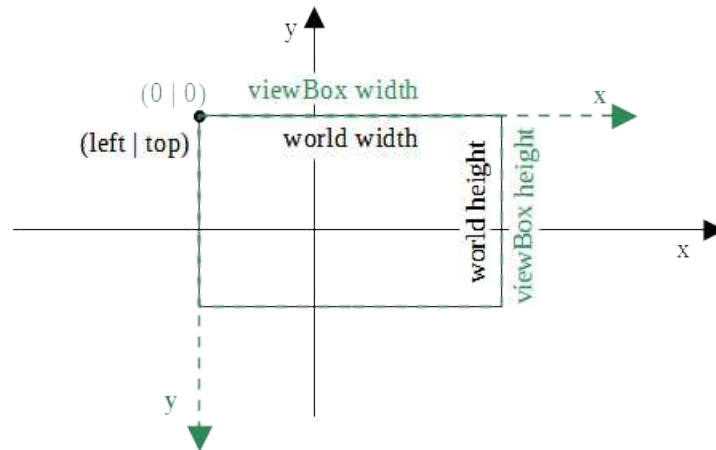 y
(0 | 0)
viewBox width
x
(left | top)
world width
world height
viewBox height
x
y